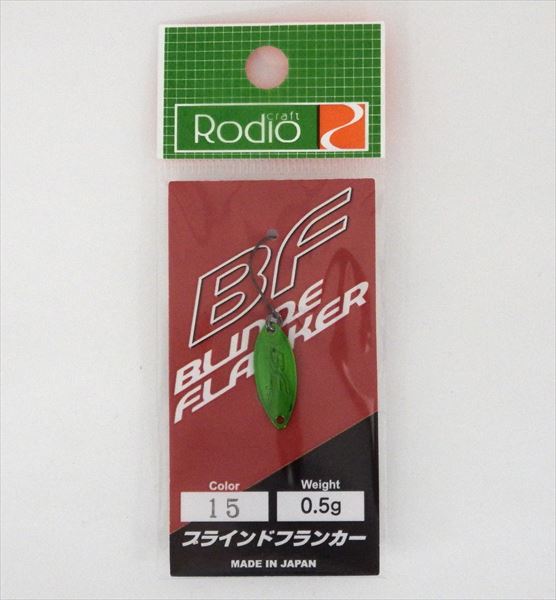 craft
Rodio
BF
BLINDE
FLANKER
BF
Color Weight
15 0.5g
ブラインドフランカー
MADE IN JAPAN